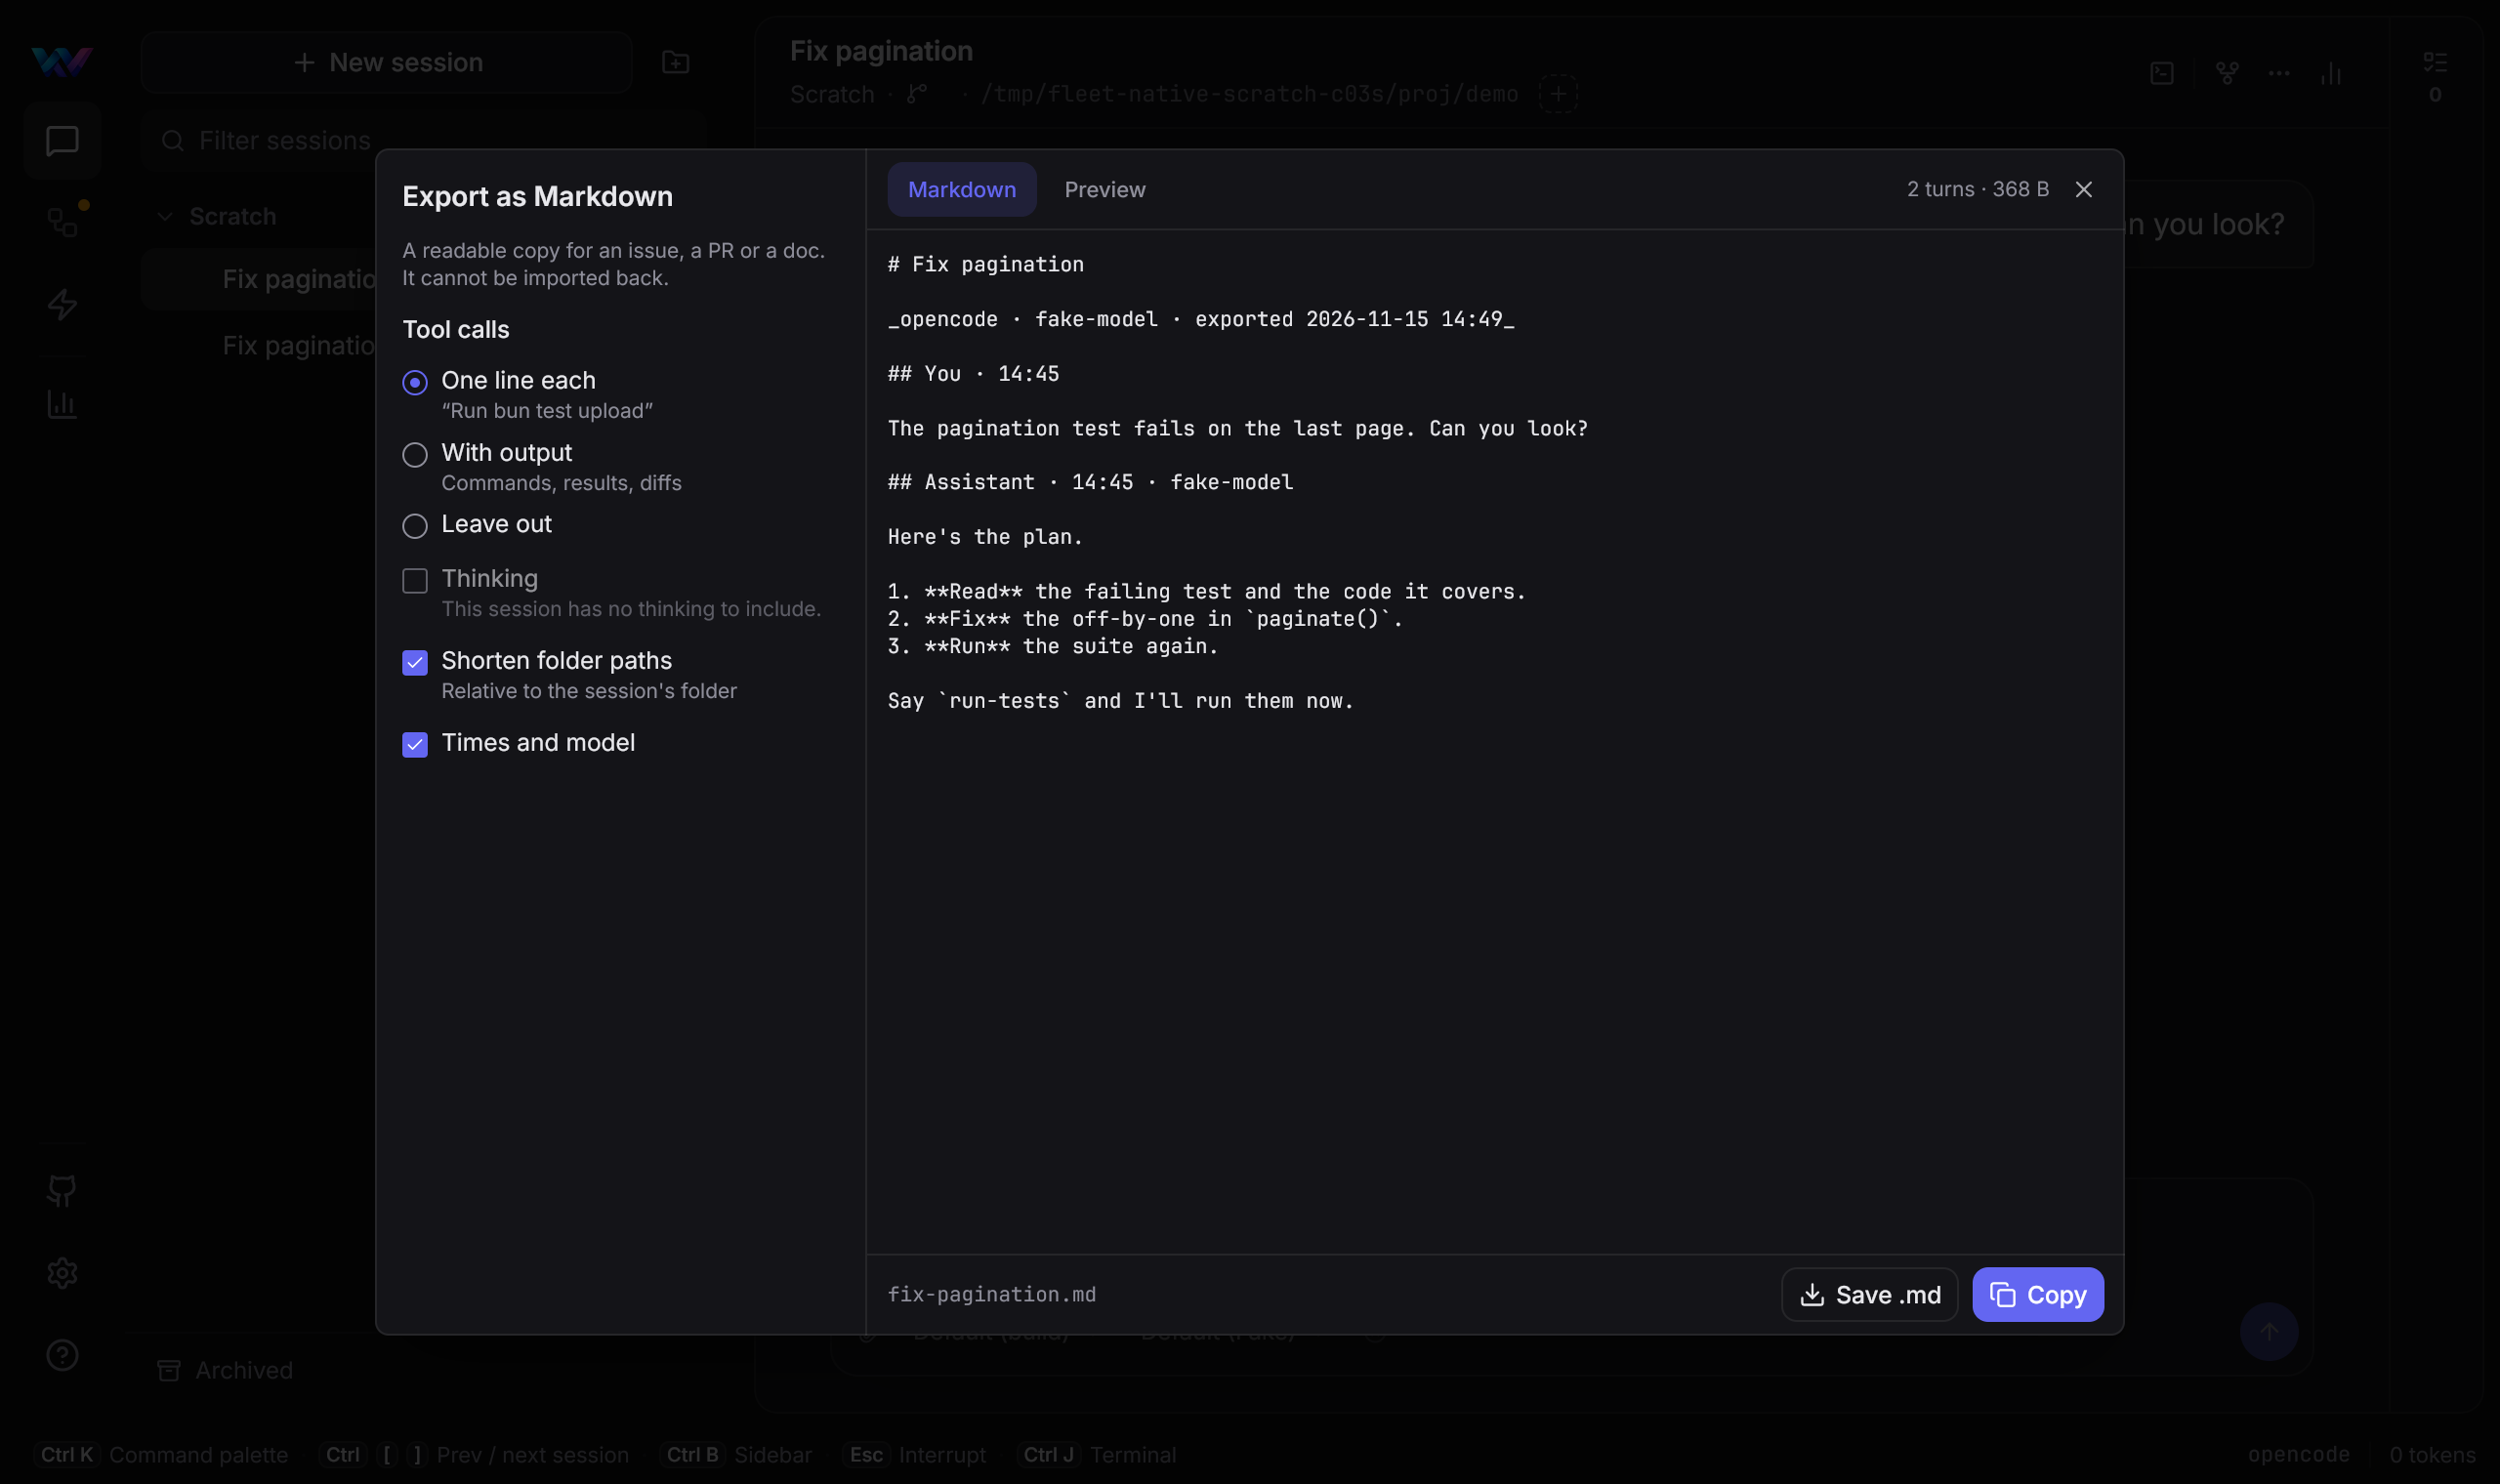 New session
Filter sessions
Scratch
Fix paginatio
Fix paginatio
Archived
Fix pagination
Scratch · · /tmp/fleet-native-scratch-c03s/proj/demo
0
n you look?
Export as Markdown
A readable copy for an issue, a PR or a doc.
It cannot be imported back.
Tool calls
One line each
“Run bun test upload”
With output
Commands, results, diffs
Leave out
Thinking
This session has no thinking to include.
Shorten folder paths
Relative to the session's folder
Times and model
Markdown Preview 2 turns · 368 B
# Fix pagination
_opencode · fake-model · exported 2026-11-15 14:49_
## You · 14:45
The pagination test fails on the last page. Can you look?
## Assistant · 14:45 · fake-model
Here's the plan.
1. **Read** the failing test and the code it covers.
2. **Fix** the off-by-one in `paginate()`.
3. **Run** the suite again.
Say `run-tests` and I'll run them now.
fix-pagination.md Save .md Copy
Default (build) Default (Fake)
Ctrl K Command palette Ctrl [ ] Prev / next session Ctrl B Sidebar Esc Interrupt Ctrl J Terminal opencode 0 tokens